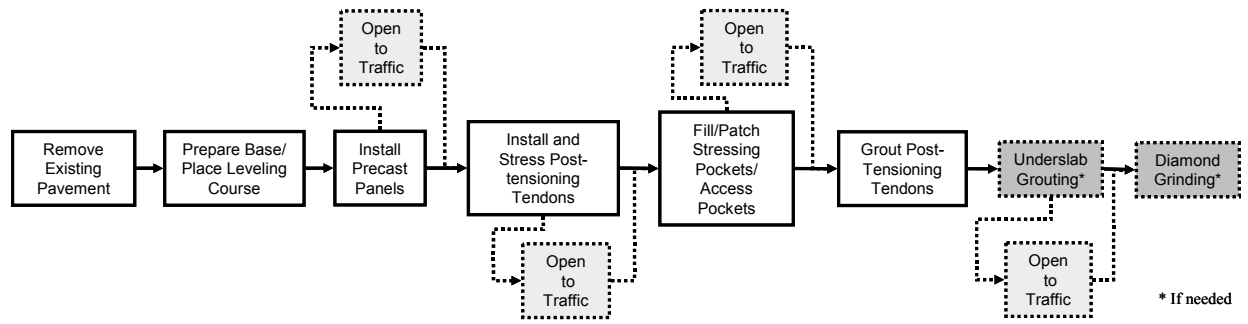 Remove
Existing
Pavement
Prepare Base/
Place Leveling
Course
Install
Precast
Panels
Open
to
Traffic
Install and
Stress Post-
tensioning
Tendons
Open
to
Traffic
Fill/Patch
Stressing
Pockets/
Access
Pockets
Open
to
Traffic
Grout Post-
Tensioning
Tendons
Underslab
Grouting*
Open
to
Traffic
Diamond
Grinding*
* If needed